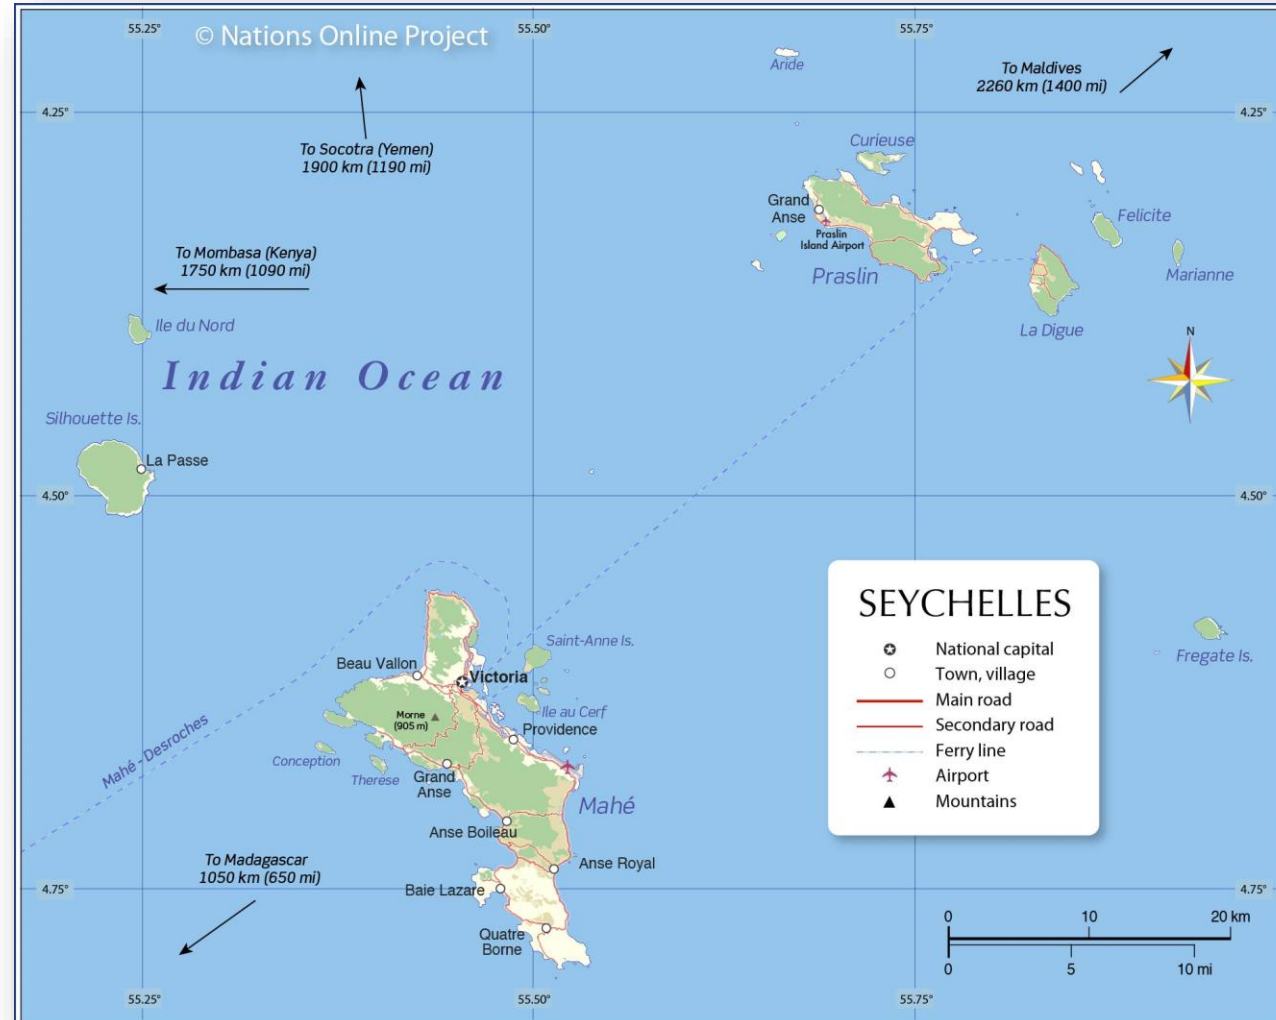 55.25°
55.50°
55.75°
© Nations Online Project
Aride
To Maldives
2260 km (1400 mi)
4.25°
4.25°
To Socotra (Yemen)
1900 km (1190 mi)
Curieuse
Grand
Anse
Praslin
Island Airport
Praslin
Felicite
Marianne
La Digue
To Mombasa (Kenya)
1750 km (1090 mi)
Ile du Nord
Indian Ocean
N
Silhouette Is.
La Passe
4.50°
4.50°
SEYCHELLES
National capital
Town, village
Main road
Secondary road
Ferry line
Airport
Mountains
Fregate Is.
Saint-Anne Is.
Beau Vallon
Victoria
Morne
(905 m)
Ile au Cerf
Providence
Mahé - Desroches
Conception
Therese
Grand
Anse
Mahé
Anse Boileau
Anse Royal
To Madagascar
1050 km (650 mi)
Baie Lazare
4.75°
4.75°
Quatre
Borne
0 10 20 km
0 5 10 mi
55.25°
55.50°
55.75°